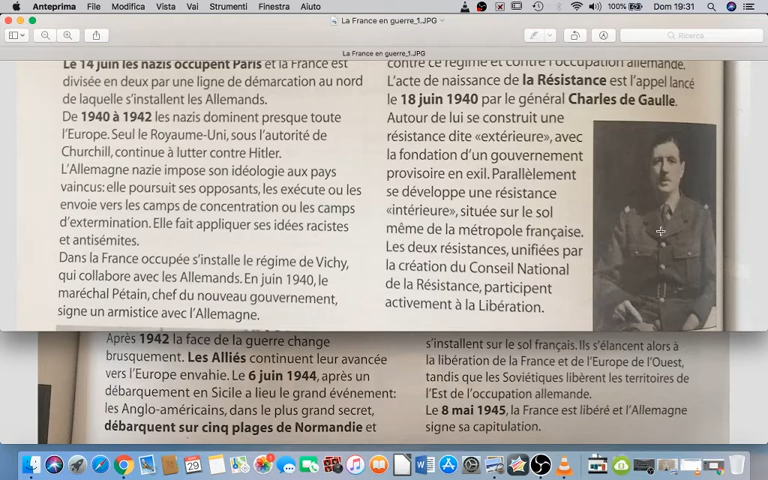 Anteprima File Modifica Vista Vai Strumenti Finestra Aiuto 100% Dom 19:31
La France en guerre_1.JPG
Ricerca
La France en guerre_1.JPG
Le 14 juin les nazis occupent Paris et la France est
divisée en deux par une ligne de démarcation au nord
de laquelle s'installent les Allemands.
De 1940 à 1942 les nazis dominent presque toute
l'Europe. Seul le Royaume-Uni, sous l'autorité de
Churchill, continue à lutter contre Hitler.
L'Allemagne nazie impose son idéologie aux pays
vaincus: elle poursuit ses opposants, les exécute ou les
envoie vers les camps de concentration ou les camps
d'extermination. Elle fait appliquer ses idées racistes
et antisémites.
Dans la France occupée s'installe le régime de Vichy,
qui collabore avec les Allemands. En juin 1940, le
maréchal Pétain, chef du nouveau gouvernement,
signe un armistice avec l'Allemagne.
contre ce régime et contre l'occupation allemande.
L'acte de naissance de la Résistance est l'appel lancé
le 18 juin 1940 par le général Charles de Gaulle.
Autour de lui se construit une
résistance dite «extérieure», avec
la fondation d'un gouvernement
provisoire en exil. Parallèlement
se développe une résistance
«intérieure», située sur le sol
même de la métropole française.
Les deux résistances, unifiées par
la création du Conseil National
de la Résistance, participent
activement à la Libération.
Après 1942 la face de la guerre change
brusquement. Les Alliés continuent leur avancée
vers l'Europe envahie. Le 6 juin 1944, après un
débarquement en Sicile a lieu le grand événement:
les Anglo-américains, dans le plus grand secret,
débarquent sur cinq plages de Normandie et
s'installent sur le sol français. Ils s'élancent alors à
la libération de la France et de l'Europe de l'Ouest,
tandis que les Soviétiques libèrent les territoires de
l'Est de l'occupation allemande.
Le 8 mai 1945, la France est libéré et l'Allemagne
signe sa capitulation.
29